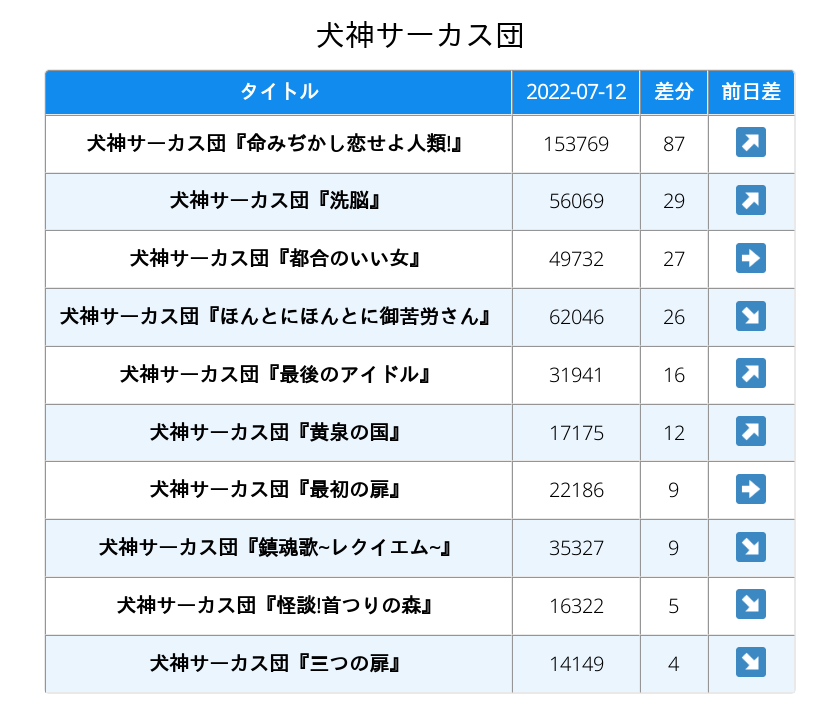 犬神サーカス団
タイトル 2022-07-12 差分 前日差
犬神サーカス団『命みぢかし恋せよ人類!』 153769 87 ↗
犬神サーカス団『洗脳』 56069 29 ↗
犬神サーカス団『都合のいい女』 49732 27 ➡
犬神サーカス団『ほんとにほんとに御苦労さん』 62046 26 ↘
犬神サーカス団『最後のアイドル』 31941 16 ↗
犬神サーカス団『黄泉の国』 17175 12 ↗
犬神サーカス団『最初の扉』 22186 9 ➡
犬神サーカス団『鎮魂歌~レクイエム~』 35327 9 ↘
犬神サーカス団『怪談!首つりの森』 16322 5 ↘
犬神サーカス団『三つの扉』 14149 4 ↘